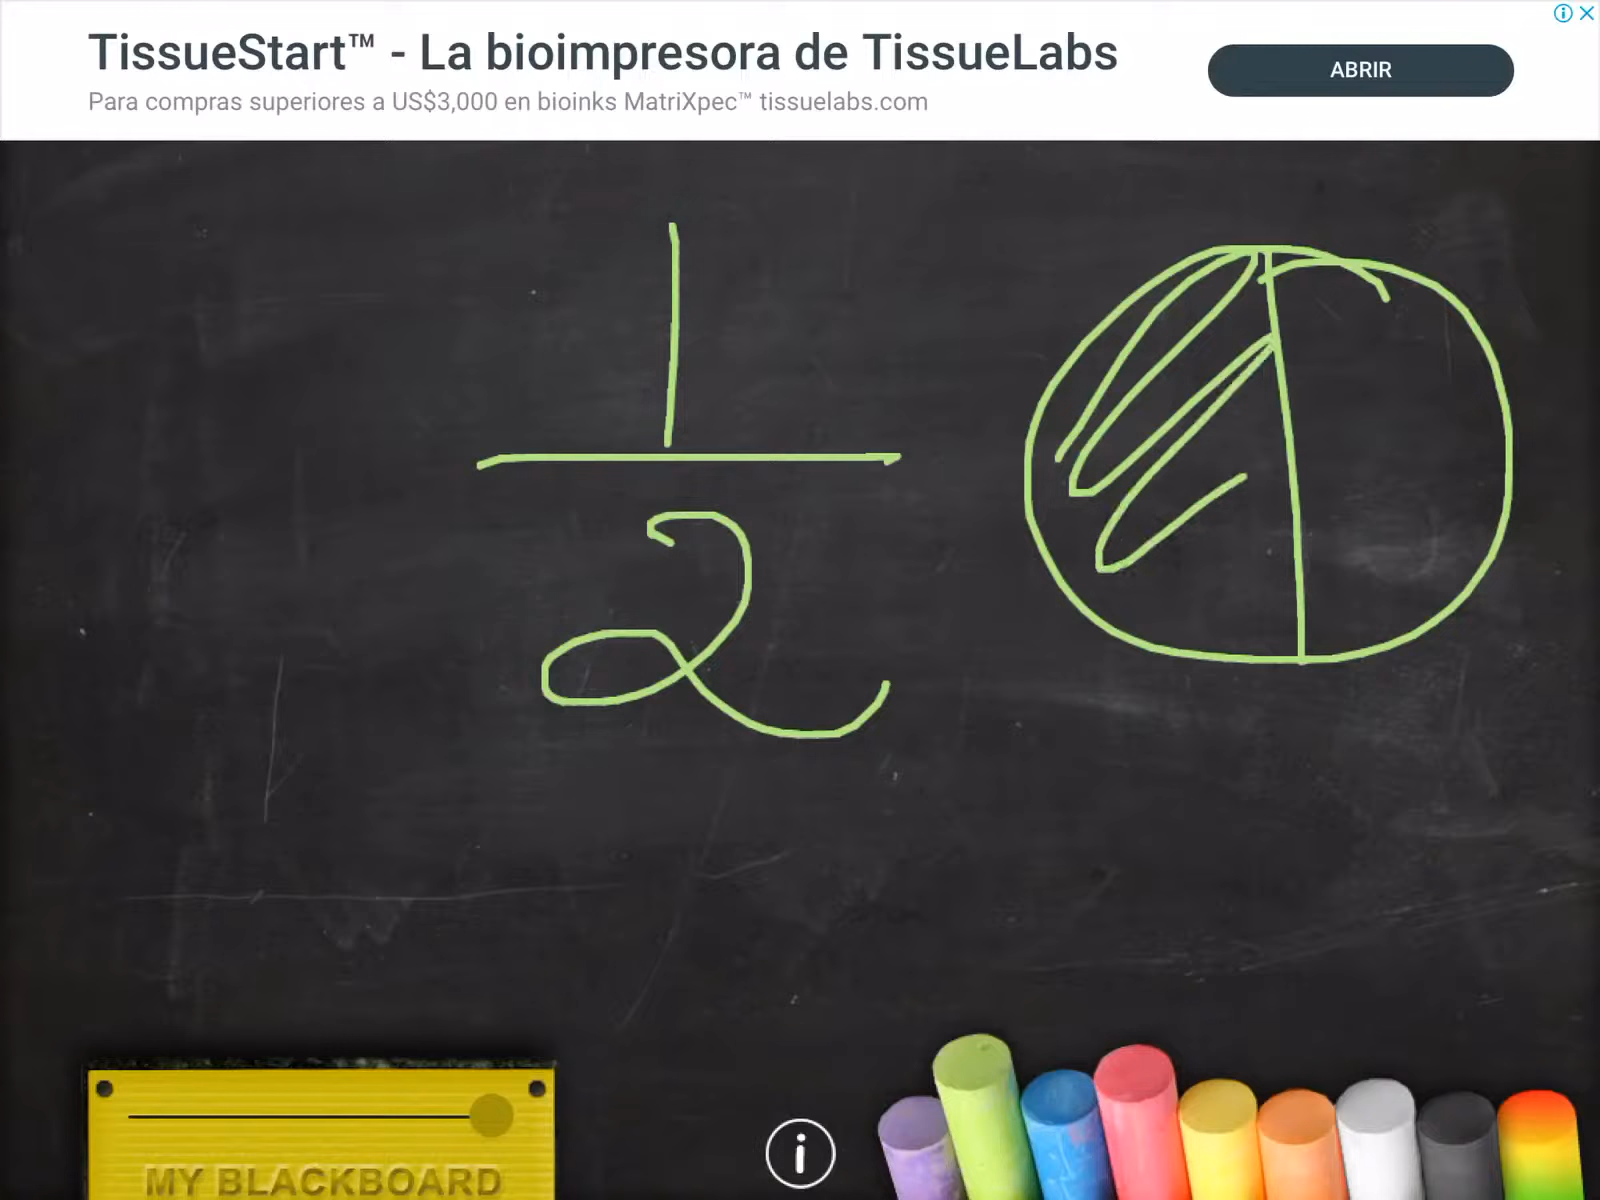 TissueStart™ - La bioimpresora de TissueLabs
Para compras superiores a US$3,000 en bioinks MatriXpec™ tissuelabs.com
ABRIR
1
2
MY BLACKBOARD